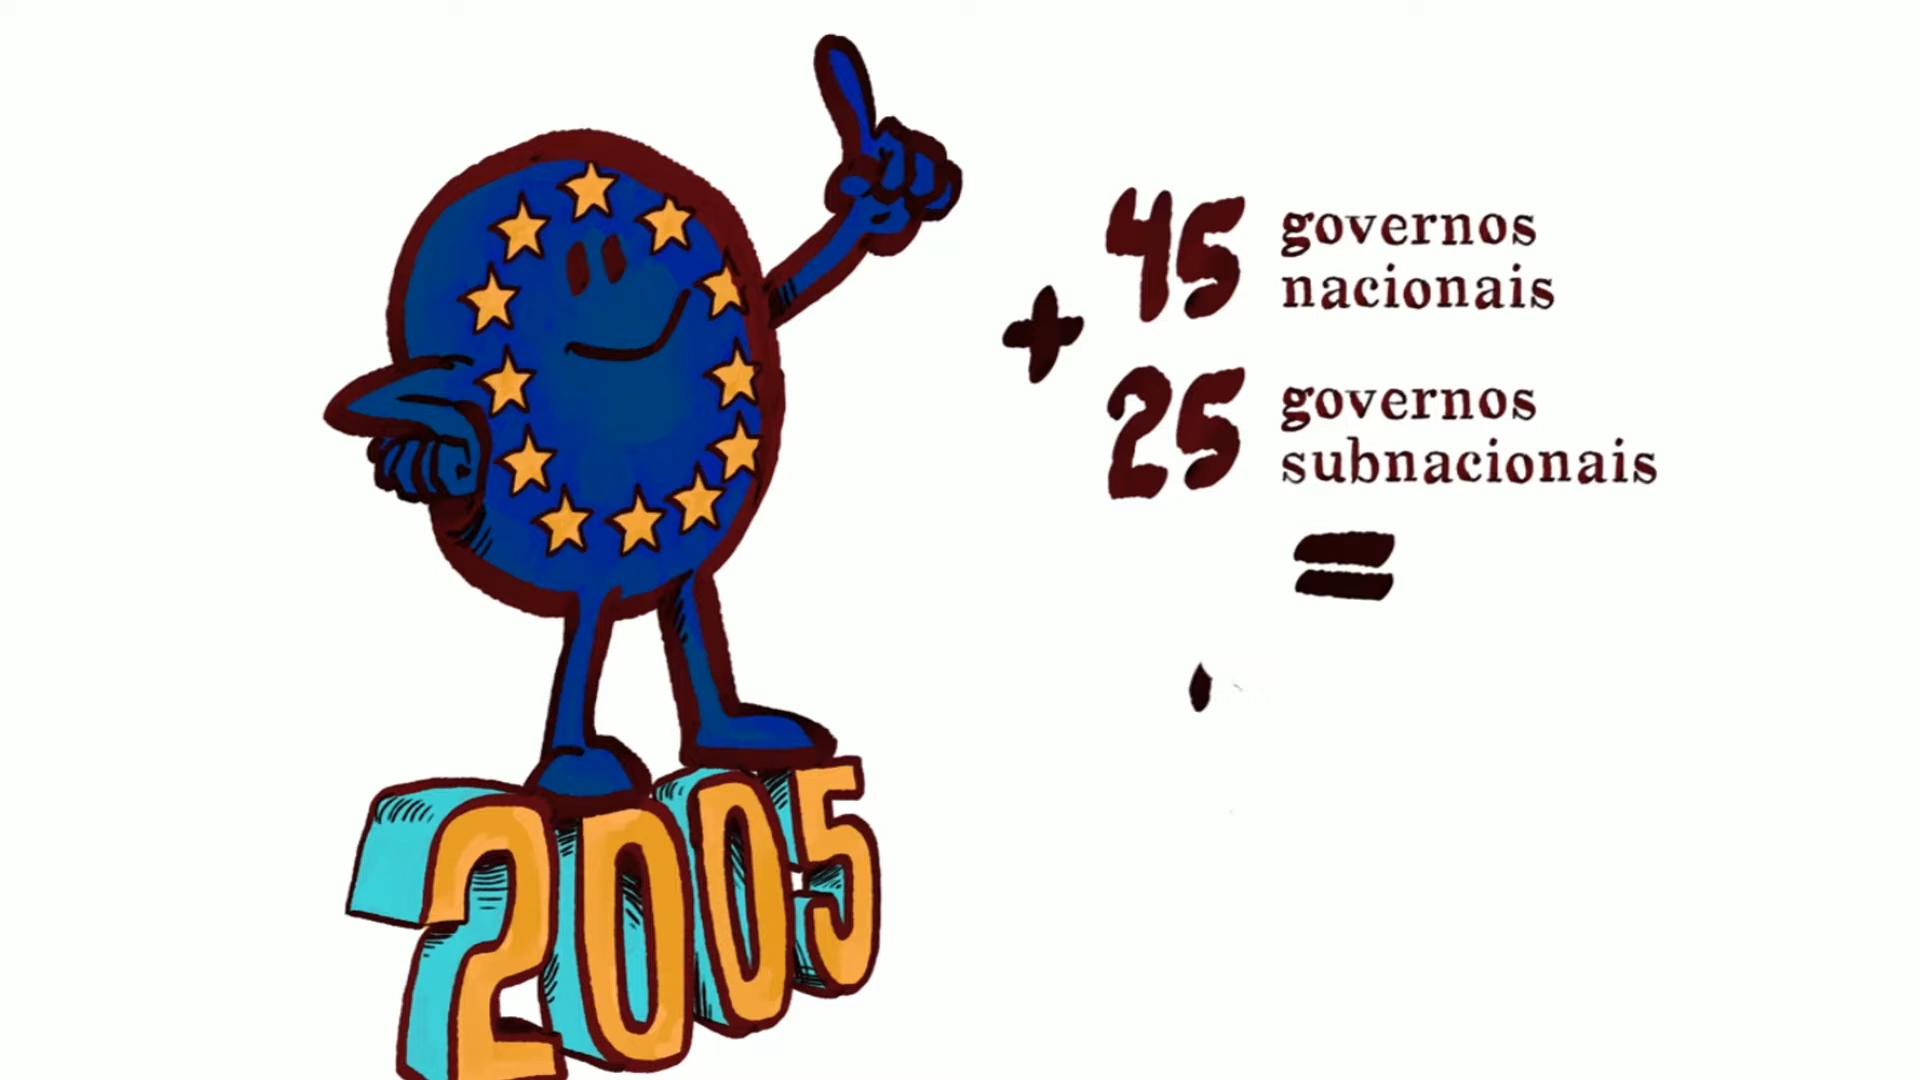 45 governos
nacionais
+
25 governos
subnacionais
=
2005